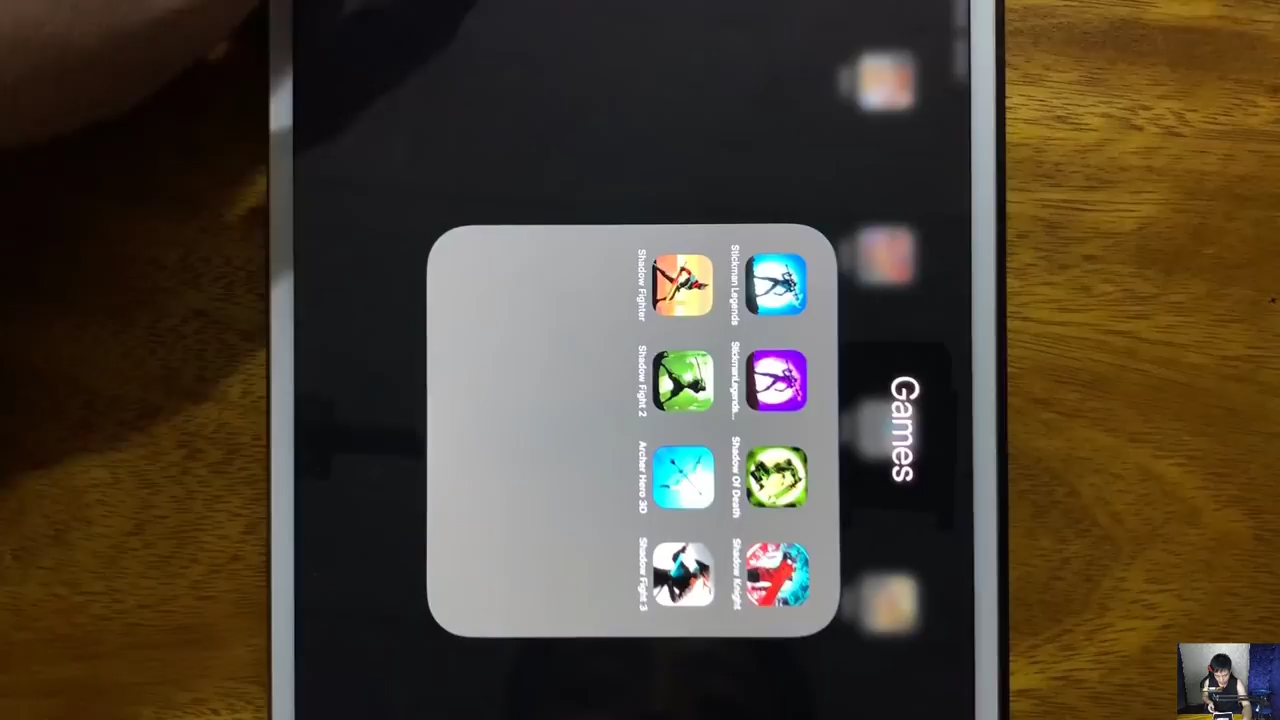 Games
Stickman Legends
StickmanLegends...
Shadow Of Death
Shadow Knight
Shadow Fighter
Shadow Fight 2
Archer Hero 3D
Shadow Fight 3